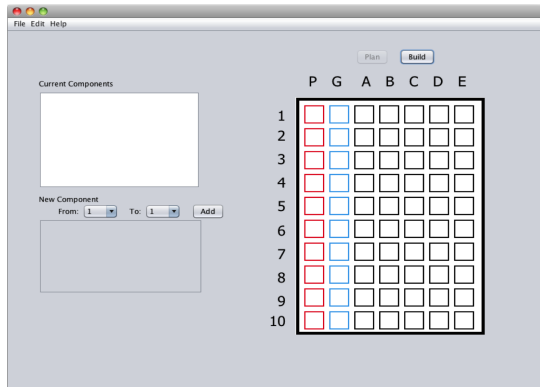 File Edit Help
Plan Build
Current Components
P G A B C D E
1
2
3
4
5
6
7
8
9
10
New Component
From: 1 To: 1 Add